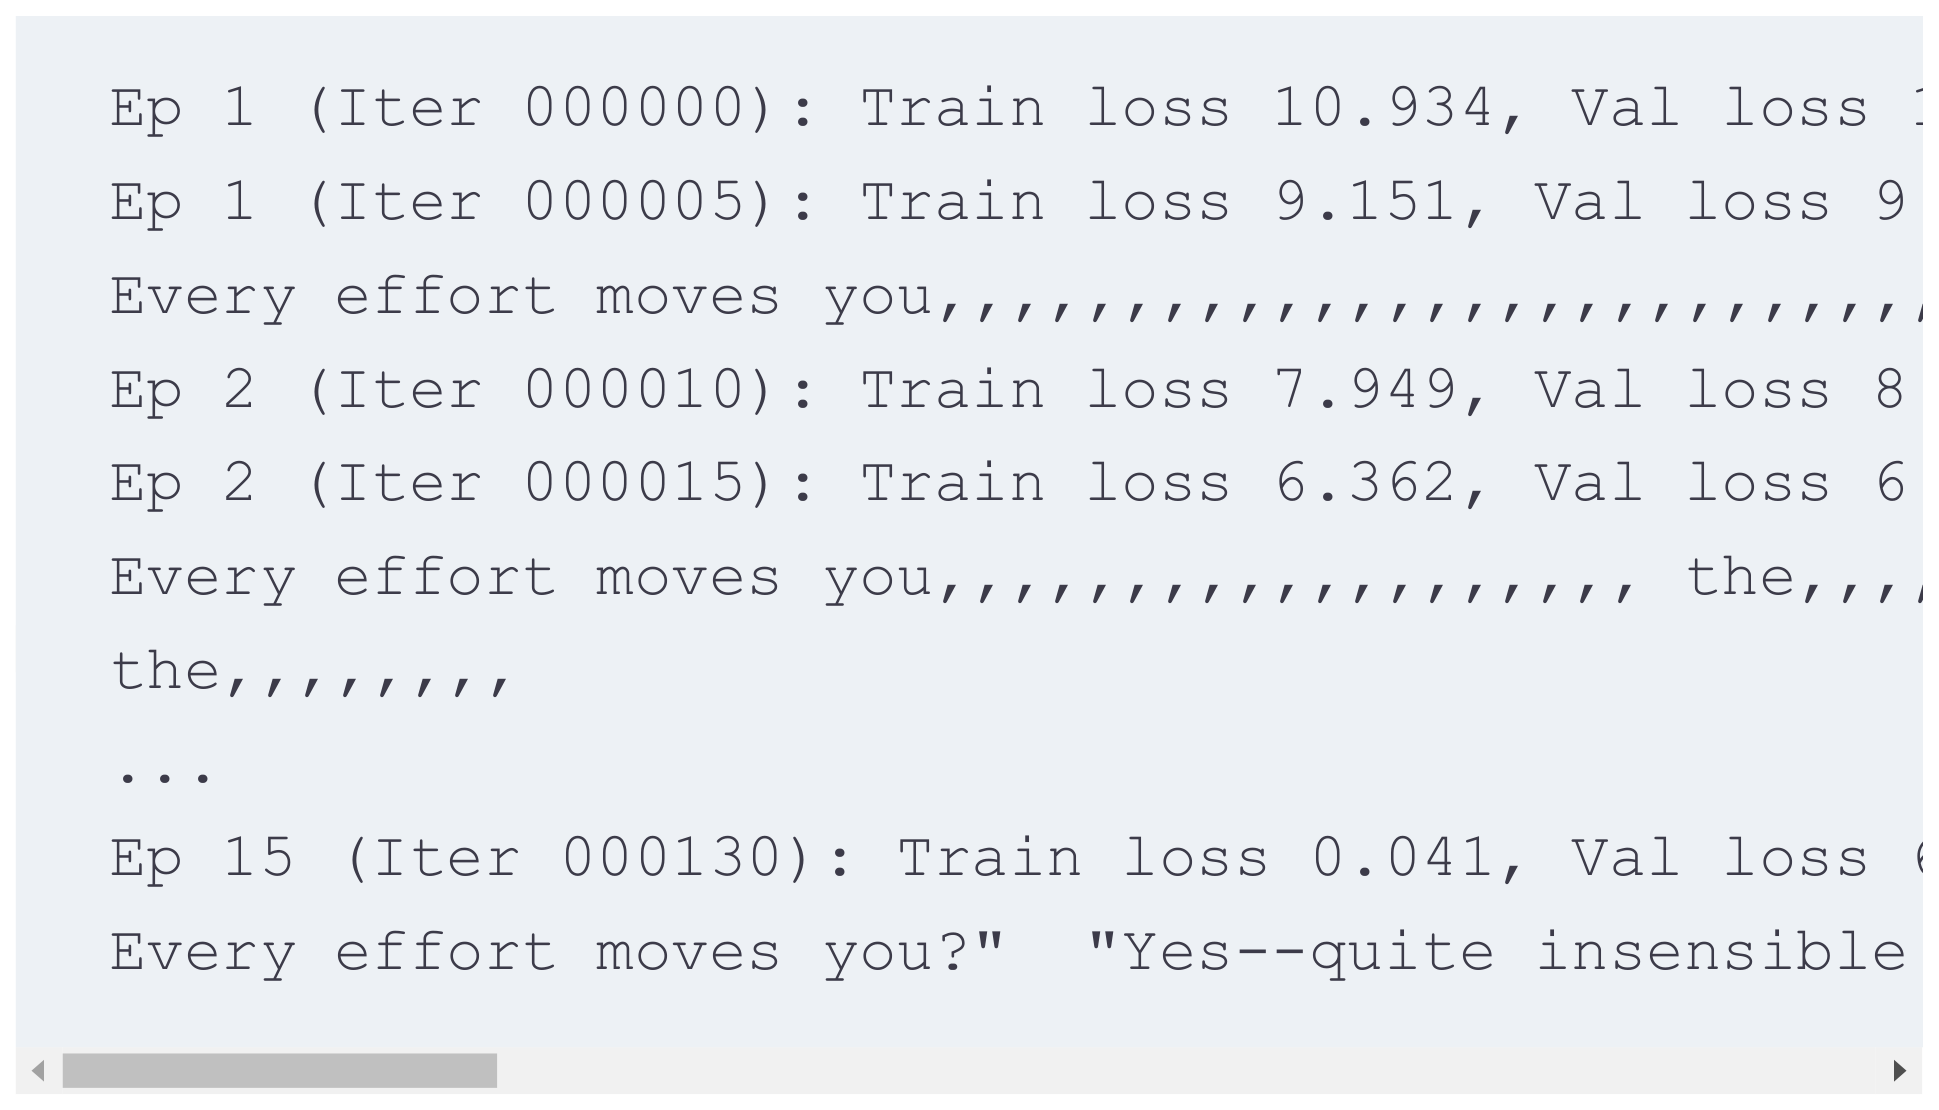 Ep 1 (Iter 000000): Train loss 10.934, Val loss
Ep 1 (Iter 000005): Train loss 9.151, Val loss 9
Every effort moves you,,,,,,,,,,,,,,,,,,,,,,,,,,,
Ep 2 (Iter 000010): Train loss 7.949, Val loss 8
Ep 2 (Iter 000015): Train loss 6.362, Val loss 6
Every effort moves you,,,,,,,,,,,,,,,,,,, the,,,,
the,,,,,,,,
...
Ep 15 (Iter 000130): Train loss 0.041, Val loss
Every effort moves you?"  "Yes--quite insensible